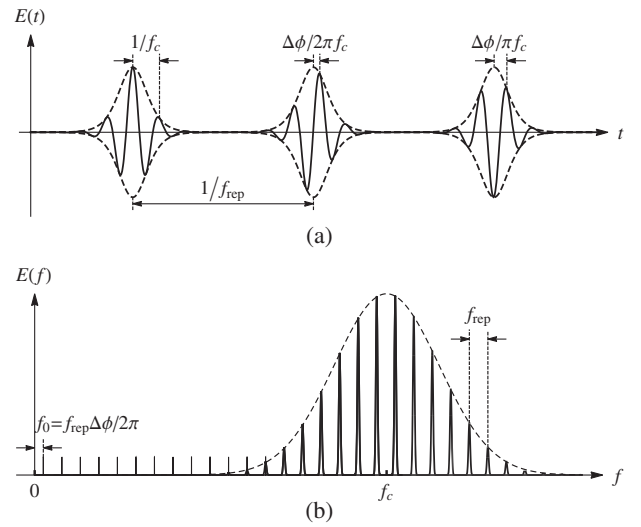 E(t)
1/f_c
Δϕ/2πf_c
Δϕ/πf_c
t
1/f_rep
(a)
E(f)
f_rep
f_0=f_repΔϕ/2π
0
f_c
f
(b)